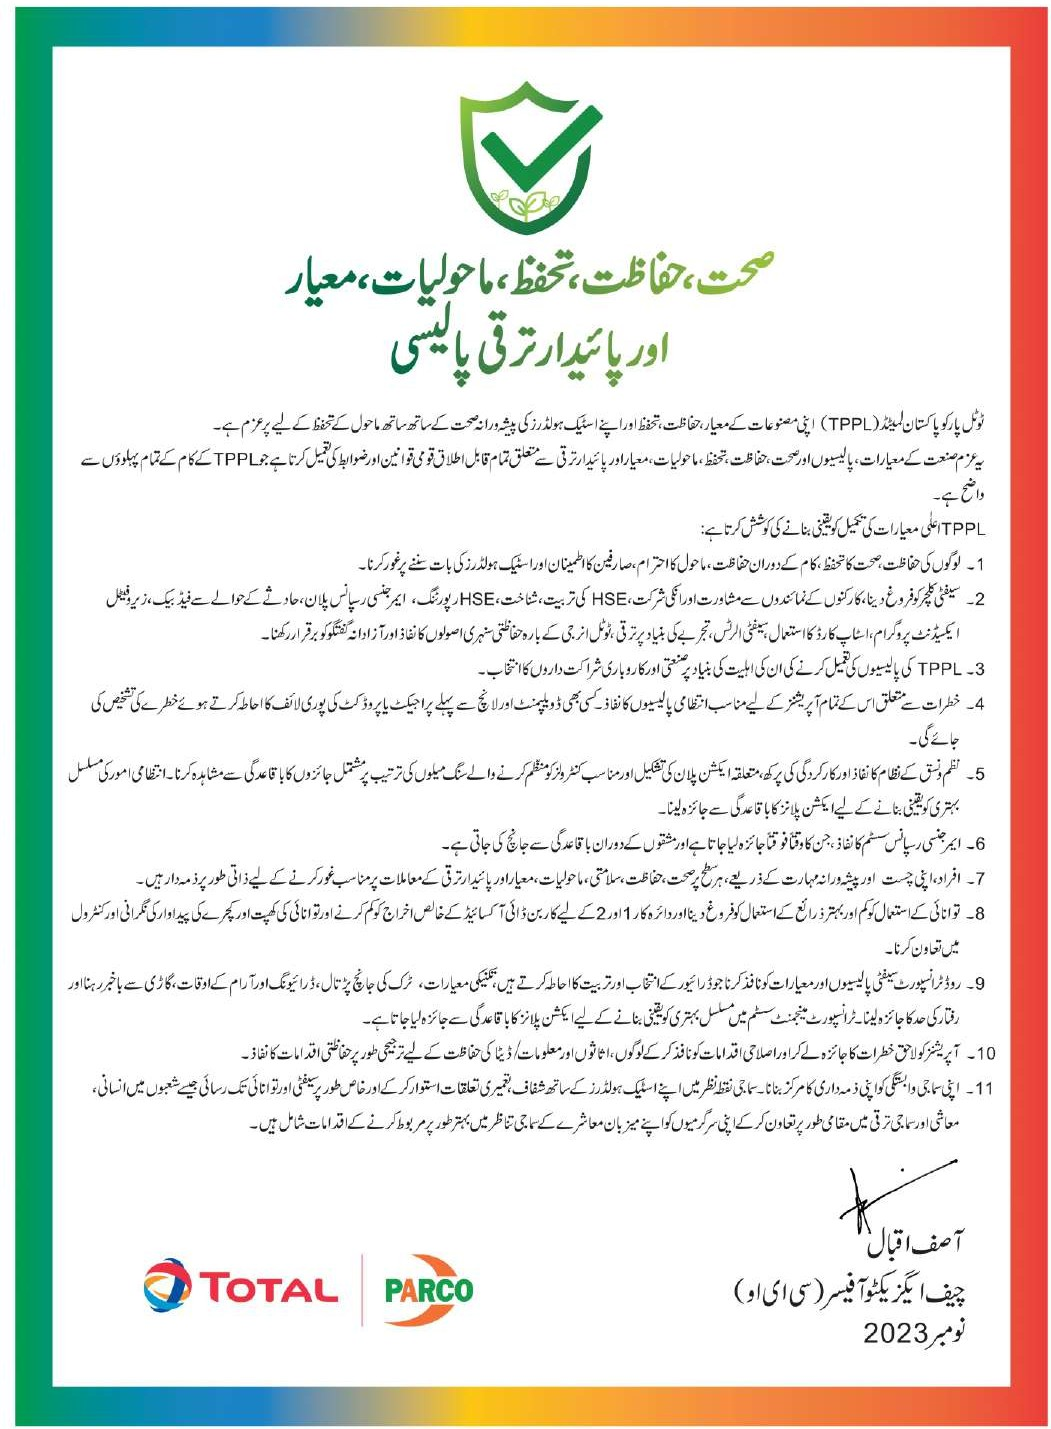 صحت، حفاظت، تحفظ، ماحولیات، معیار
اور پائیدار ترقی پالیسی
ٹوٹل پارکو پاکستان لمیٹڈ (TPPL) اپنی مصنوعات کے معیار، حفاظت، تحفظ اور اپنے اسٹیک ہولڈرز کی پیشہ ورانہ صحت کے ساتھ ساتھ ماحول کے تحفظ کے لیے پر عزم ہے۔
یہ عزم صنعت کے معیارات، پالیسیوں اور صحت، حفاظت، تحفظ، ماحولیات، معیار اور پائیدار ترقی سے متعلق تمام قابل اطلاق قومی قوانین اور ضوابط کی تعمیل کرتا ہے جو TPPL کے کام کے تمام پہلوؤں سے
واضح ہے۔
TPPL اعلٰی معیارات کی تکمیل کو یقینی بنانے کی کوشش کرتا ہے:
1۔ لوگوں کی حفاظت، صحت کا تحفظ، کام کے دوران حفاظت، ماحول کا احترام، صارفین کا اطمینان اور اسٹیک ہولڈرز کی بات سننے پر غور کرنا۔
2۔ سیفٹی کلچر کو فروغ دینا، کارکنوں کے نمائندوں سے مشاورت اور انکی شرکت، HSE کی تربیت، شناخت، HSE رپورٹنگ، ایمرجنسی رسپانس پلان، حادثے کے حوالے سے فیڈ بیک، زیرو فیٹل
ایکسیڈنٹ پروگرام، اسٹاپ کارڈ کا استعمال، سیفٹی الرٹس، تجربے کی بنیاد پر ترقی، ٹوٹل انرجی کے بارہ حفاظتی سنہری اصولوں کا نفاذ اور آزادانہ گفتگو کو برقرار رکھنا۔
3۔ TPPL کی پالیسیوں کی تعمیل کرنے کی ان کی اہلیت کی بنیاد پر صنعتی اور کاروباری شراکت داروں کا انتخاب۔
4۔ خطرات سے متعلق اس کے تمام آپریشنز کے لیے مناسب انتظامی پالیسیوں کا نفاذ۔ کسی بھی ڈویلپمنٹ اور لانچ سے پہلے پراجیکٹ یا پروڈکٹ کی پوری لائف کا احاطہ کرتے ہوئے خطرے کی تشخیص کی
جائے گی۔
5۔ نظم ونسق کے نظام کا نفاذ اور کارکردگی کی پرکھ، متعلقہ ایکشن پلان کی تشکیل اور مناسب کنٹرولز کو منظم کرنے والے سنگ میلوں کی ترتیب پر مشتمل جائزوں کا باقاعدگی سے مشاہدہ کرنا۔ انتظامی امور کی مسلسل
بہتری کو یقینی بنانے کے لیے ایکشن پلانز کا باقاعدگی سے جائزہ لینا۔
6۔ ایمرجنسی رسپانس سسٹم کا نفاذ، جن کا وقتاً فوقتاً جائزہ لیا جاتا ہے اور مشقوں کے دوران باقاعدگی سے جانچ کی جاتی ہے۔
7۔ افراد، اپنی چست اور پیشہ ورانہ مہارت کے ذریعے، ہر سطح پر صحت، حفاظت، سلامتی، ماحولیات، معیار اور پائیدار ترقی کے معاملات پر مناسب غور کرنے کے لیے ذاتی طور پر ذمہ دار ہیں۔
8۔ توانائی کے استعمال کو کم اور بہتر ذرائع کے استعمال کو فروغ دینا اور دائرہ کار 1 اور 2 کے لیے کاربن ڈائی آکسائیڈ کے خالص اخراج کو کم کرنے اور توانائی کی کھپت اور کچرے کی پیداوار کی نگرانی اور کنٹرول
میں تعاون کرنا۔
9۔ روڈ ٹرانسپورٹ سیفٹی پالیسیوں اور معیارات کو نافذ کرنا جو ڈرائیور کے انتخاب اور تربیت کا احاطہ کرتے ہیں، تکنیکی معیارات، ٹرک کی جانچ پڑتال، ڈرائیونگ اور آرام کے اوقات، گاڑی سے باخبر رہنا اور
رفتار کی حد کا جائزہ لینا۔ ٹرانسپورٹ مینجمنٹ سسٹم میں مسلسل بہتری کو یقینی بنانے کے لیے ایکشن پلانز کا باقاعدگی سے جائزہ لیا جاتا ہے۔
10۔ آپریشنز کو لاحق خطرات کا جائزہ لے کر اور اصلاحی اقدامات کو نافذ کر کے لوگوں، اثاثوں اور معلومات/ڈیٹا کی حفاظت کے لیے ترجیحی طور پر حفاظتی اقدامات کا نفاذ۔
11۔ اپنی سماجی وابستگی کو اپنی ذمہ داری کا مرکز بنانا۔ سماجی نقطہ نظر میں اپنے اسٹیک ہولڈرز کے ساتھ شفاف، تعمیری تعلقات استوار کر کے اور خاص طور پر سیفٹی اور توانائی تک رسائی جیسے شعبوں میں انسانی،
معاشی اور سماجی ترقی میں مقامی طور پر تعاون کر کے اپنی سرگرمیوں کو اپنے میزبان معاشرے کے سماجی تناظر میں بہتر طور پر مربوط کرنے کے اقدامات شامل ہیں۔
آصف اقبال
چیف ایگزیکٹو آفیسر (سی ای او)
نومبر 2023
TOTAL
PARCO